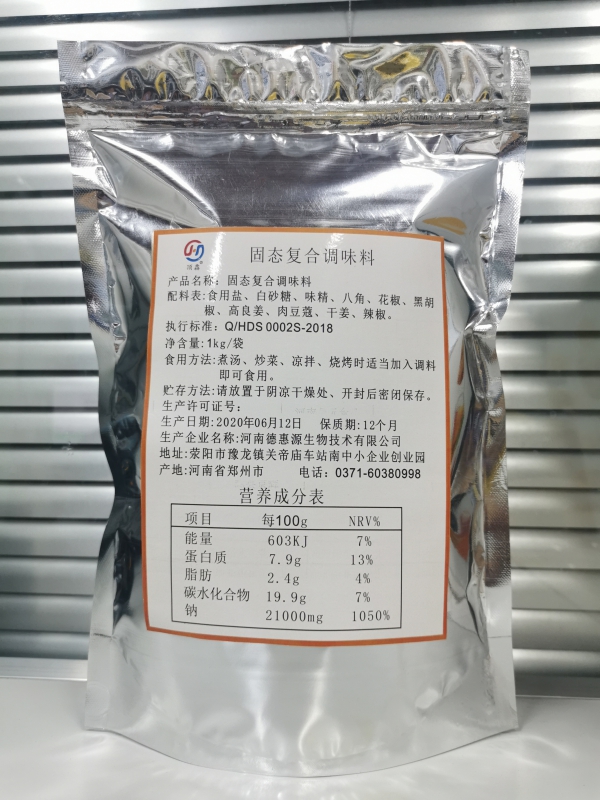 固态复合调味料
产品名称：固态复合调味料
配料表:食用盐、白砂糖、味精、八角、花椒、黑胡
椒、高良姜、肉豆蔻、干姜、辣椒。
执行标准：Q/HDS 0002S-2018
净含量:1kg/袋
食用方法:煮汤、炒菜、凉拌、烧烤时适当加入调料
即可食用。
贮存方法:请放置于阴凉干燥处、开封后密闭保存。
生产许可证号：
生产日期:2020年06月12日 保质期:12个月
生产企业名称:河南德惠源生物技术有限公司
地址:荥阳市豫龙镇关帝庙车站南中小企业创业园
产地:河南省郑州市 电话：0371-60380998
营养成分表
项目 每100g NRV%
能量 603KJ 7%
蛋白质 7.9g 13%
脂肪 2.4g 4%
碳水化合物 19.9g 7%
钠 21000mg 1050%